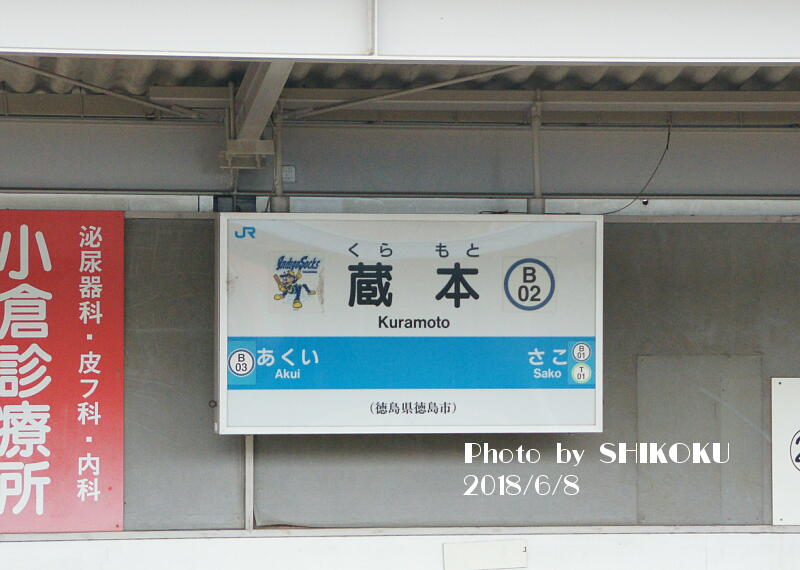 泌尿器科・皮フ科・内科
小倉診療所
JR
IndigoSocks
くら もと
蔵 本
B
02
Kuramoto
B
03
あくい
Akui
さこ
Sako
B
01
T
01
（徳島県徳島市）
Photo by SHIKOKU
2018/6/8